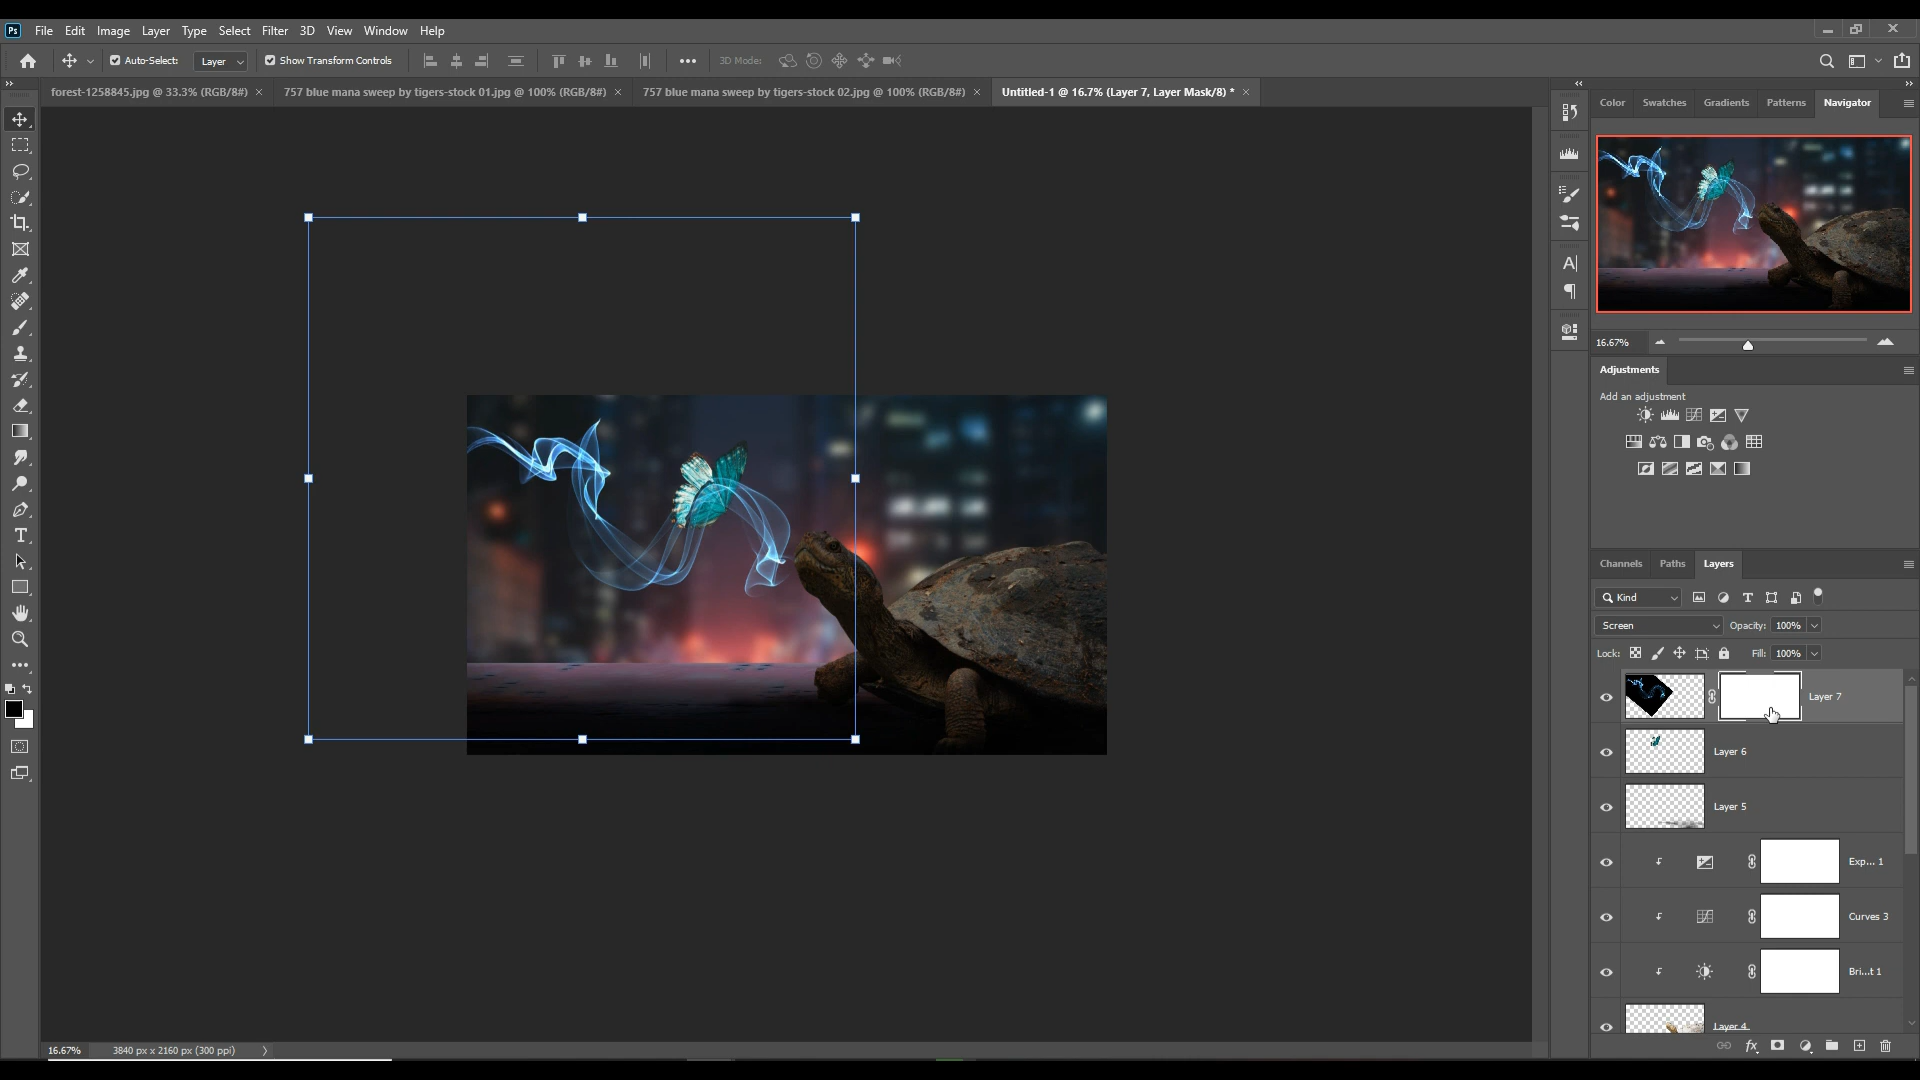 Ps File Edit Image Layer Type Select Filter 3D View Window Help
Auto-Select: Layer Show Transform Controls 3D Mode:
forest-1258845.jpg @ 33.3% (RGB/8#) × 757 blue mana sweep by tigers-stock 01.jpg @ 100% (RGB/8#) × 757 blue mana sweep by tigers-stock 02.jpg @ 100% (RGB/8#) × Untitled-1 @ 16.7% (Layer 7, Layer Mask/8) * ×
Color Swatches Gradients Patterns Navigator
16.67%
Adjustments
Add an adjustment
Channels Paths Layers
Kind
Screen Opacity: 100%
Lock: Fill: 100%
Layer 7
Layer 6
Layer 5
Exp... 1
Curves 3
Bri...t 1
Layer 4
16.67% 3840 px x 2160 px (300 ppi)